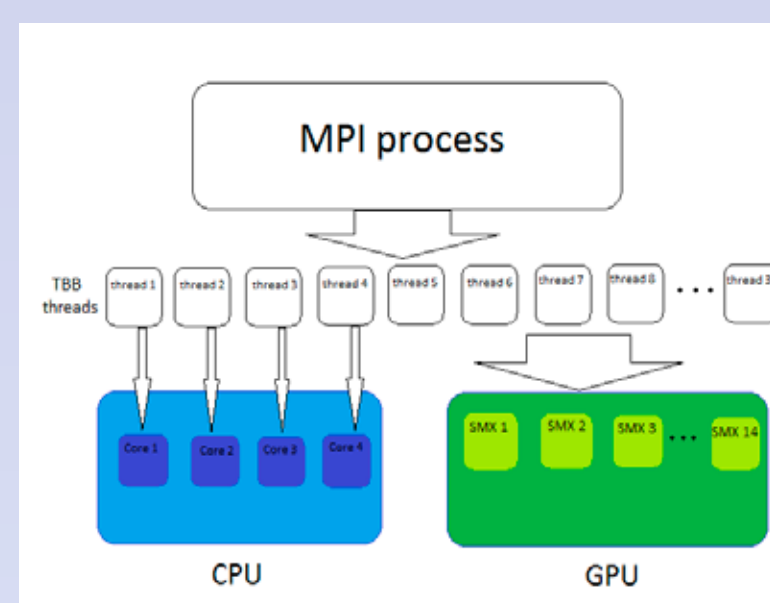 MPI process
TBB
threads
thread 1
thread 2
thread 3
thread 4
thread 5
thread 6
thread 7
thread 8
...
thread 3
Core 1
Core 2
Core 3
Core 4
SMX 1
SMX 2
SMX 3
...
SMX 14
CPU
GPU